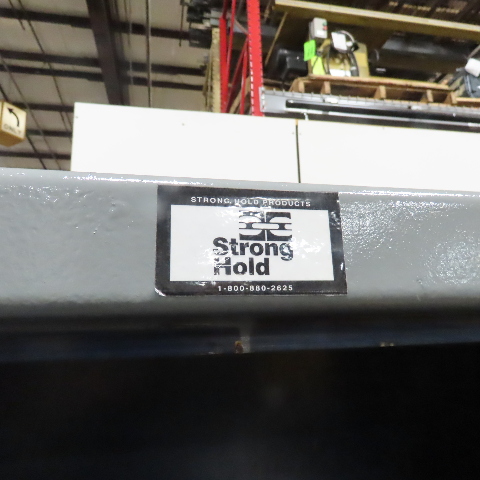 STRONG HOLD PRODUCTS
Strong
Hold
1-800-880-2625